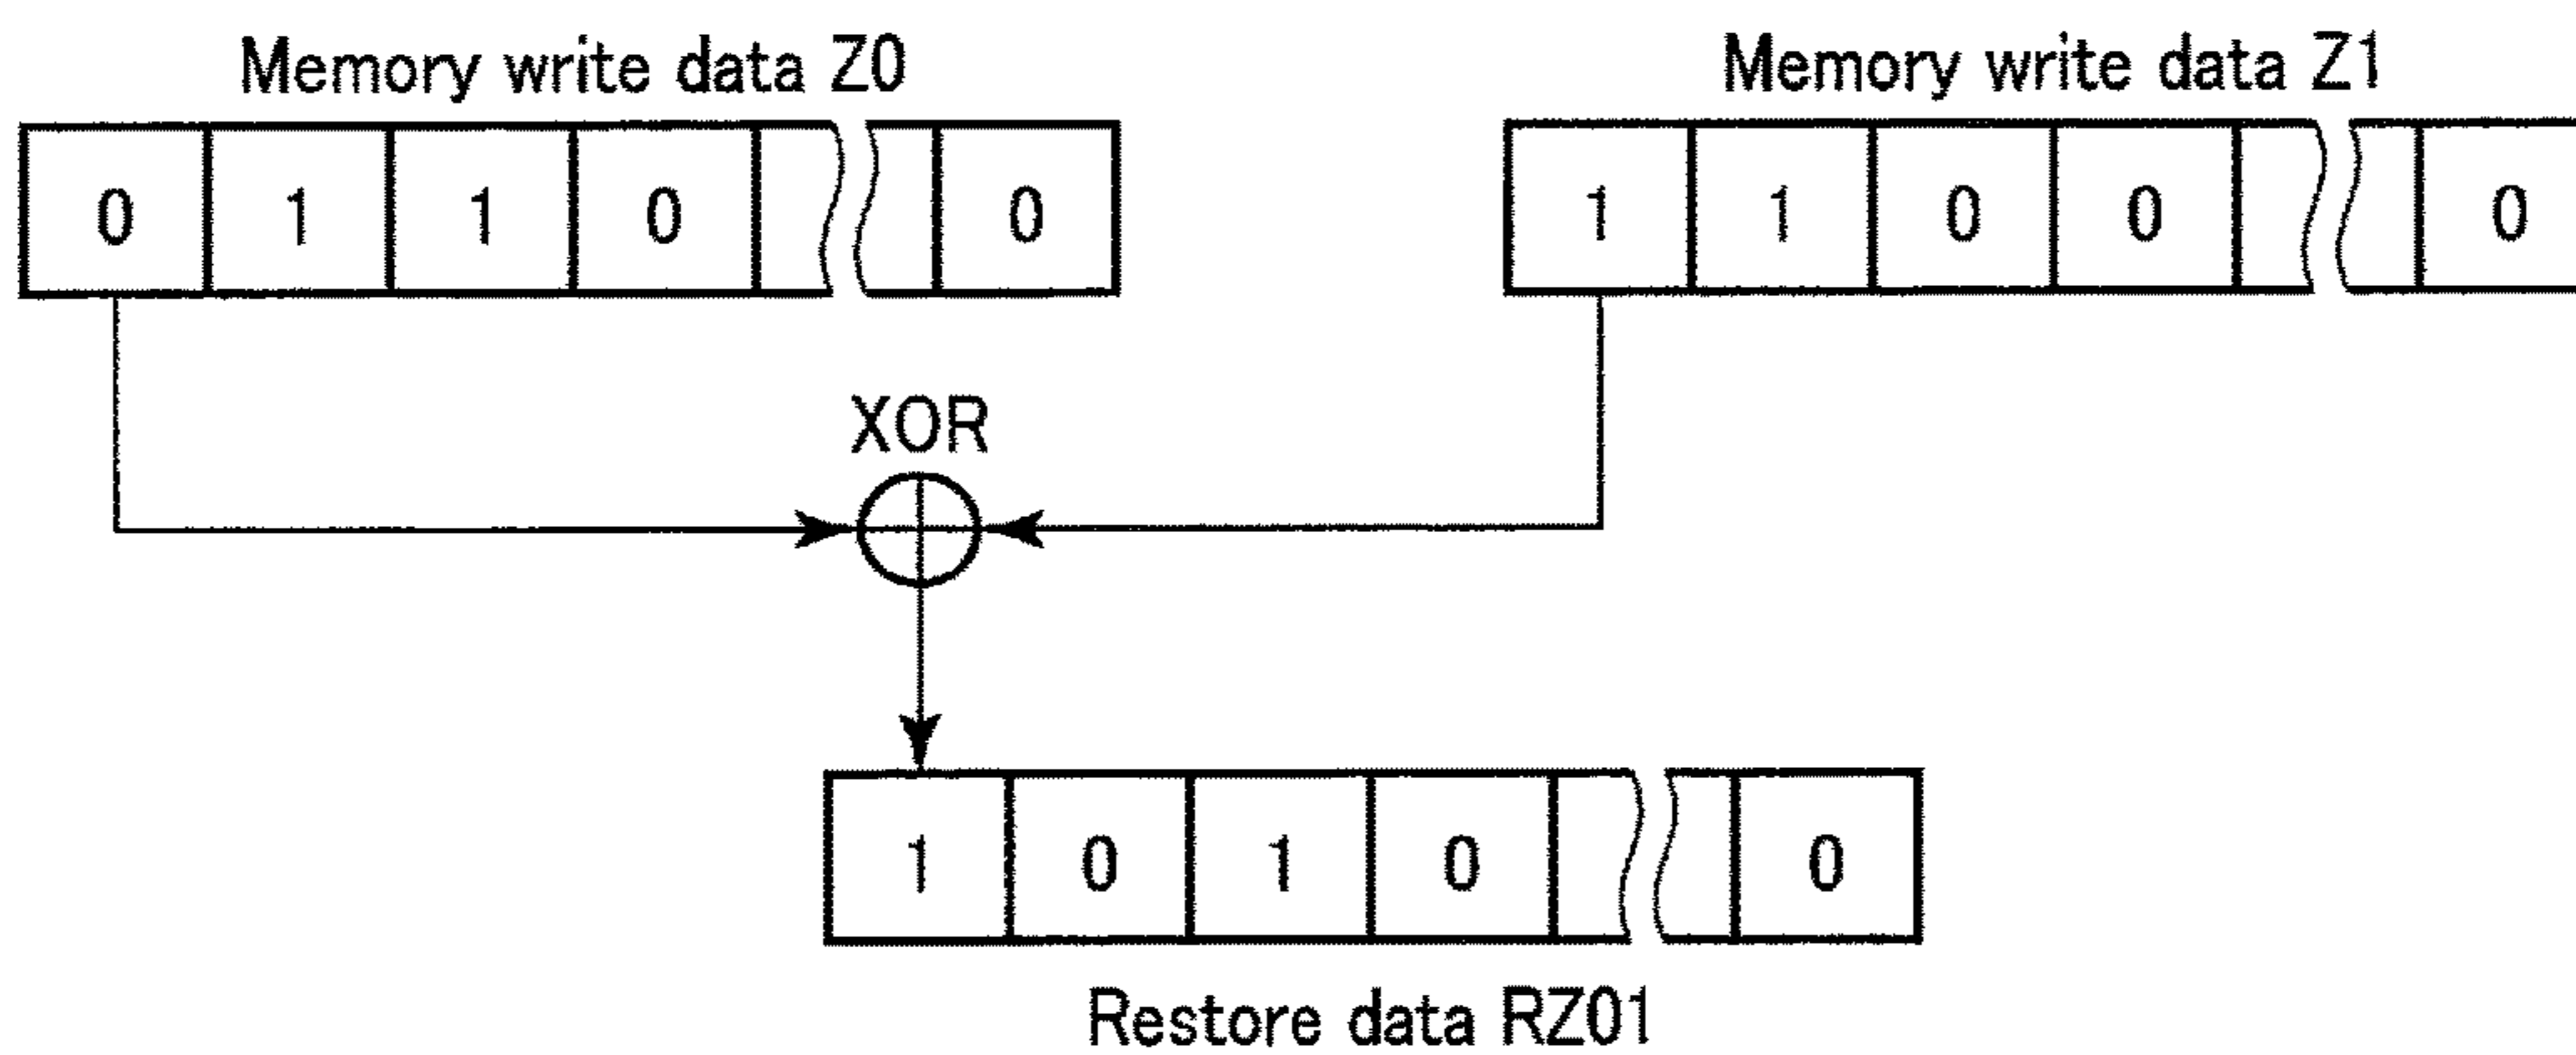 Memory write data Z0
0 1 1 0 0
Memory write data Z1
1 1 0 0 0
XOR
1 0 1 0 0
Restore data RZ01